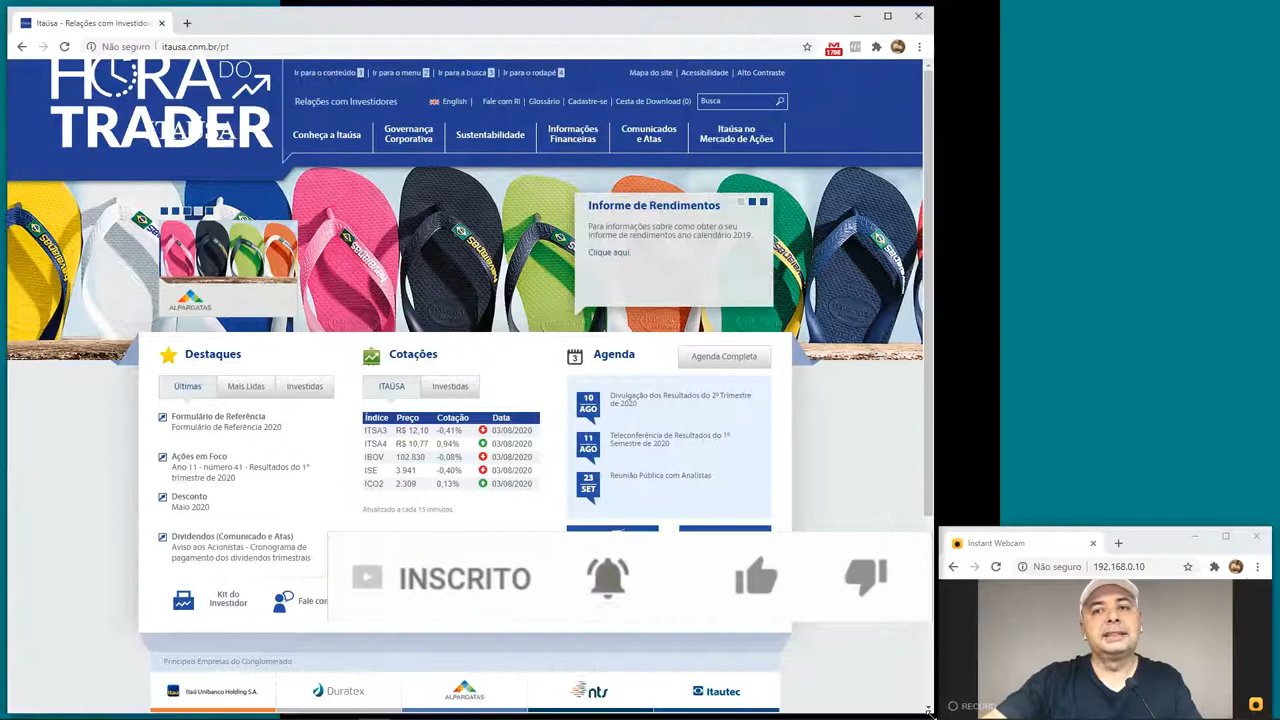 Itaúsa - Relações com Investido
Não seguro
itausa.com.br/pt
1708
HORA DO
TRADER
ITAÚSA
Ir para o conteúdo 1
Ir para o menu 2
Ir para a busca 3
Ir para o rodapé 4
Mapa do site
Acessibilidade
Alto Contraste
Relações com Investidores
English
Fale com RI
Glossário
Cadastre-se
Cesta de Download (0)
Busca
Conheça a Itaúsa
Governança
Corporativa
Sustentabilidade
Informações
Financeiras
Comunicados
e Atas
Itaúsa no
Mercado de Ações
Informe de Rendimentos
Para informações sobre como obter o seu
informe de rendimentos ano calendário 2019.
Clique aqui.
havaianas
ALPARGATAS
Destaques
Últimas
Mais Lidas
Investidas
Formulário de Referência
Formulário de Referência 2020
Ações em Foco
Ano 11 - número 41 - Resultados do 1º
trimestre de 2020
Desconto
Maio 2020
Dividendos (Comunicado e Atas)
Aviso aos Acionistas - Cronograma de
pagamento dos dividendos trimestrais
Kit do
Investidor
Fale con
Cotações
ITAÚSA
Investidas
Índice Preço Cotação Data
ITSA3 R$ 12,10 -0,41% 03/08/2020
ITSA4 R$ 10,77 0,94% 03/08/2020
IBOV 102.830 -0,08% 03/08/2020
ISE 3.941 -0,40% 03/08/2020
ICO2 2.309 0,13% 03/08/2020
Atualizado a cada 15 minutos.
3
Agenda
Agenda Completa
10
AGO
Divulgação dos Resultados do 2º Trimestre
de 2020
11
AGO
Teleconferência de Resultados do 1º
Semestre de 2020
23
SET
Reunião Pública com Analistas
INSCRITO
Principais Empresas do Conglomerado
Itaú Unibanco Holding S.A.
Duratex
ALPARGATAS
nts
Itautec
Instant Webcam
Não seguro
192.168.0.10
RECORD